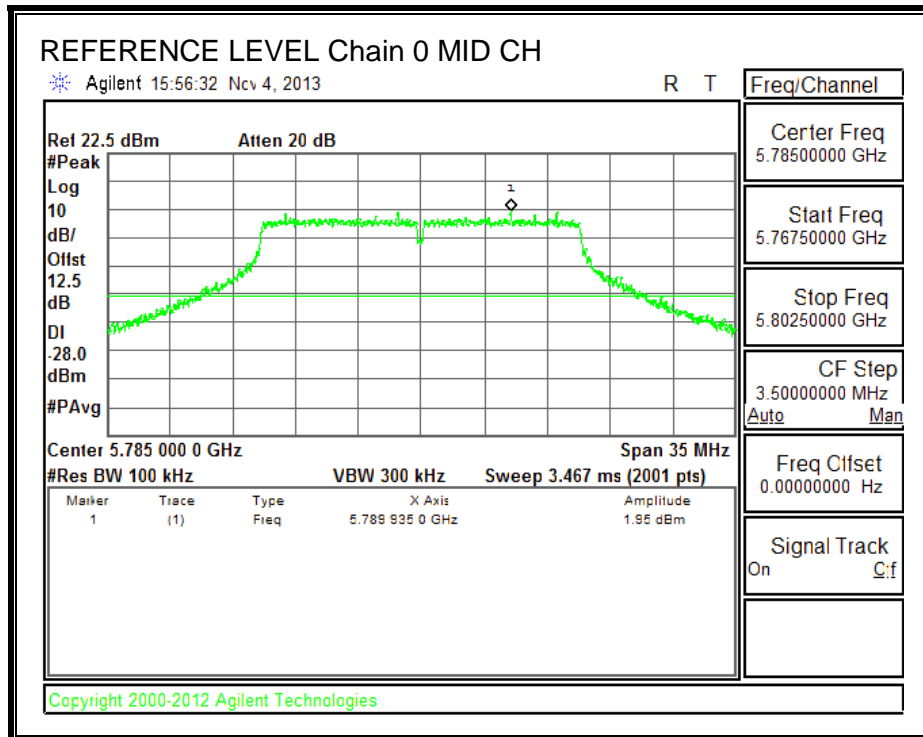 REFERENCE LEVEL Chain 0 MID CH
Agilent 15:56:32 Nov 4, 2013 R T
Ref 22.5 dBm Atten 20 dB
#Peak
Log
10
dB/
Offst
12.5
dB
DI
-28.0
dBm
#PAvg
1
Center 5.785 000 0 GHz Span 35 MHz
#Res BW 100 kHz VBW 300 kHz Sweep 3.467 ms (2001 pts)
Marker Trace Type X Axis Amplitude
1 (1) Freq 5.789 935 0 GHz 1.95 dBm
Freq/Channel
Center Freq
5.78500000 GHz
Start Freq
5.76750000 GHz
Stop Freq
5.80250000 GHz
CF Step
3.50000000 MHz
Auto Man
Freq Offset
0.00000000 Hz
Signal Track
On Off
Copyright 2000-2012 Agilent Technologies